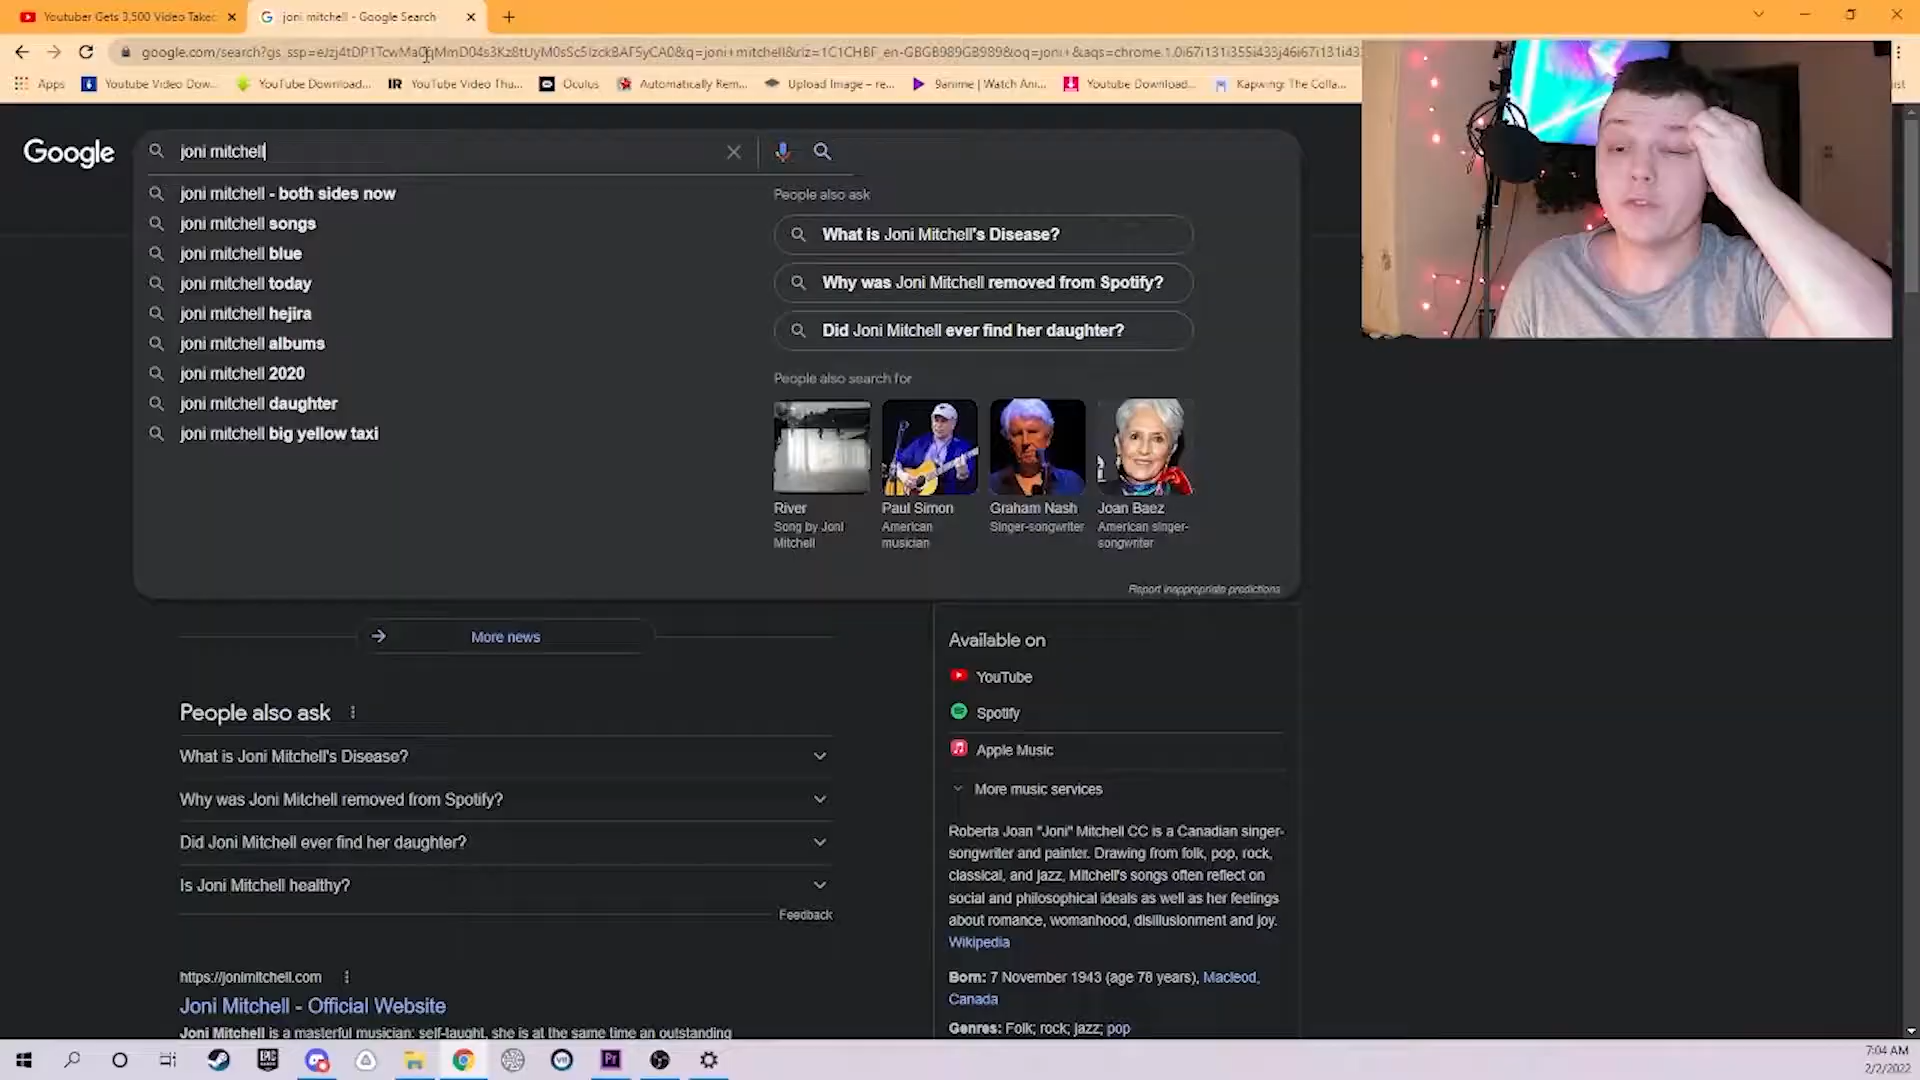 Youtuber Gets 3,500 Video Taked
joni mitchell - Google Search
Apps
Youtube Video Dow...
YouTube Download...
IR YouTube Video Thu...
Oculus
Automatically Rem...
Upload Image – re...
9anime | Watch Ani...
Youtube Download...
Kapwing: The Colla...
Google
joni mitchell
joni mitchell - both sides now
joni mitchell songs
joni mitchell blue
joni mitchell today
joni mitchell hejira
joni mitchell albums
joni mitchell 2020
joni mitchell daughter
joni mitchell big yellow taxi
People also ask
What is Joni Mitchell's Disease?
Why was Joni Mitchell removed from Spotify?
Did Joni Mitchell ever find her daughter?
People also search for
River
Song by Joni
Mitchell
Paul Simon
American
musician
Graham Nash
Singer-songwriter
Joan Baez
American singer-
songwriter
Report inappropriate predictions
More news
People also ask
What is Joni Mitchell's Disease?
Why was Joni Mitchell removed from Spotify?
Did Joni Mitchell ever find her daughter?
Is Joni Mitchell healthy?
Feedback
https://jonimitchell.com
Joni Mitchell - Official Website
Joni Mitchell is a masterful musician: self-taught, she is at the same time an outstanding
Available on
YouTube
Spotify
Apple Music
More music services
Roberta Joan "Joni" Mitchell CC is a Canadian singer-
songwriter and painter. Drawing from folk, pop, rock,
classical, and jazz, Mitchell's songs often reflect on
social and philosophical ideals as well as her feelings
about romance, womanhood, disillusionment and joy.
Wikipedia
Born: 7 November 1943 (age 78 years), Macleod,
Canada
Genres: Folk; rock; jazz; pop
EPIC
VII
Pr
7:04 AM
2/2/2022